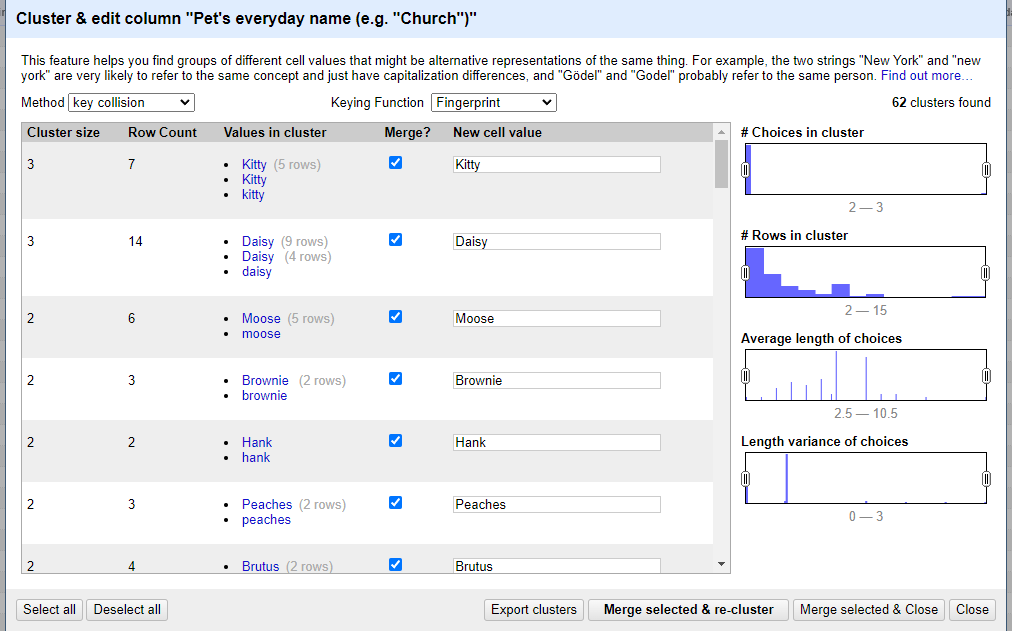 Cluster & edit column "Pet's everyday name (e.g. "Church")"
This feature helps you find groups of different cell values that might be alternative representations of the same thing. For example, the two strings "New York" and "new
york" are very likely to refer to the same concept and just have capitalization differences, and "Gödel" and "Godel" probably refer to the same person. Find out more…
Method key collision Keying Function Fingerprint 62 clusters found
Cluster size Row Count Values in cluster Merge? New cell value
3 7 Kitty (5 rows) Kitty
Kitty
kitty
3 14 Daisy (9 rows) Daisy
Daisy (4 rows)
daisy
2 6 Moose (5 rows) Moose
moose
2 3 Brownie (2 rows) Brownie
brownie
2 2 Hank Hank
hank
2 3 Peaches (2 rows) Peaches
peaches
2 4 Brutus (2 rows) Brutus
# Choices in cluster
2 — 3
# Rows in cluster
2 — 15
Average length of choices
2.5 — 10.5
Length variance of choices
0 — 3
Select all Deselect all Export clusters Merge selected & re-cluster Merge selected & Close Close